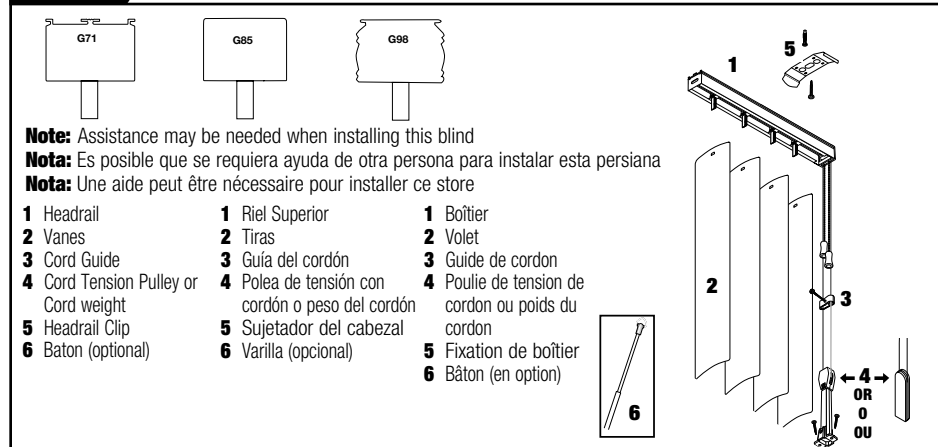 G71
G85
G98
Note: Assistance may be needed when installing this blind
Nota: Es posible que se requiera ayuda de otra persona para instalar esta persiana
Nota: Une aide peut être nécessaire pour installer ce store
1 Headrail
2 Vanes
3 Cord Guide
4 Cord Tension Pulley or
Cord weight
5 Headrail Clip
6 Baton (optional)
1 Riel Superior
2 Tiras
3 Guía del cordón
4 Polea de tensión con
cordón o peso del cordón
5 Sujetador del cabezal
6 Varilla (opcional)
1 Boîtier
2 Volet
3 Guide de cordon
4 Poulie de tension de
cordon ou poids du
cordon
5 Fixation de boîtier
6 Bâton (en option)
1
5
2
3
4
OR
O
OU
6